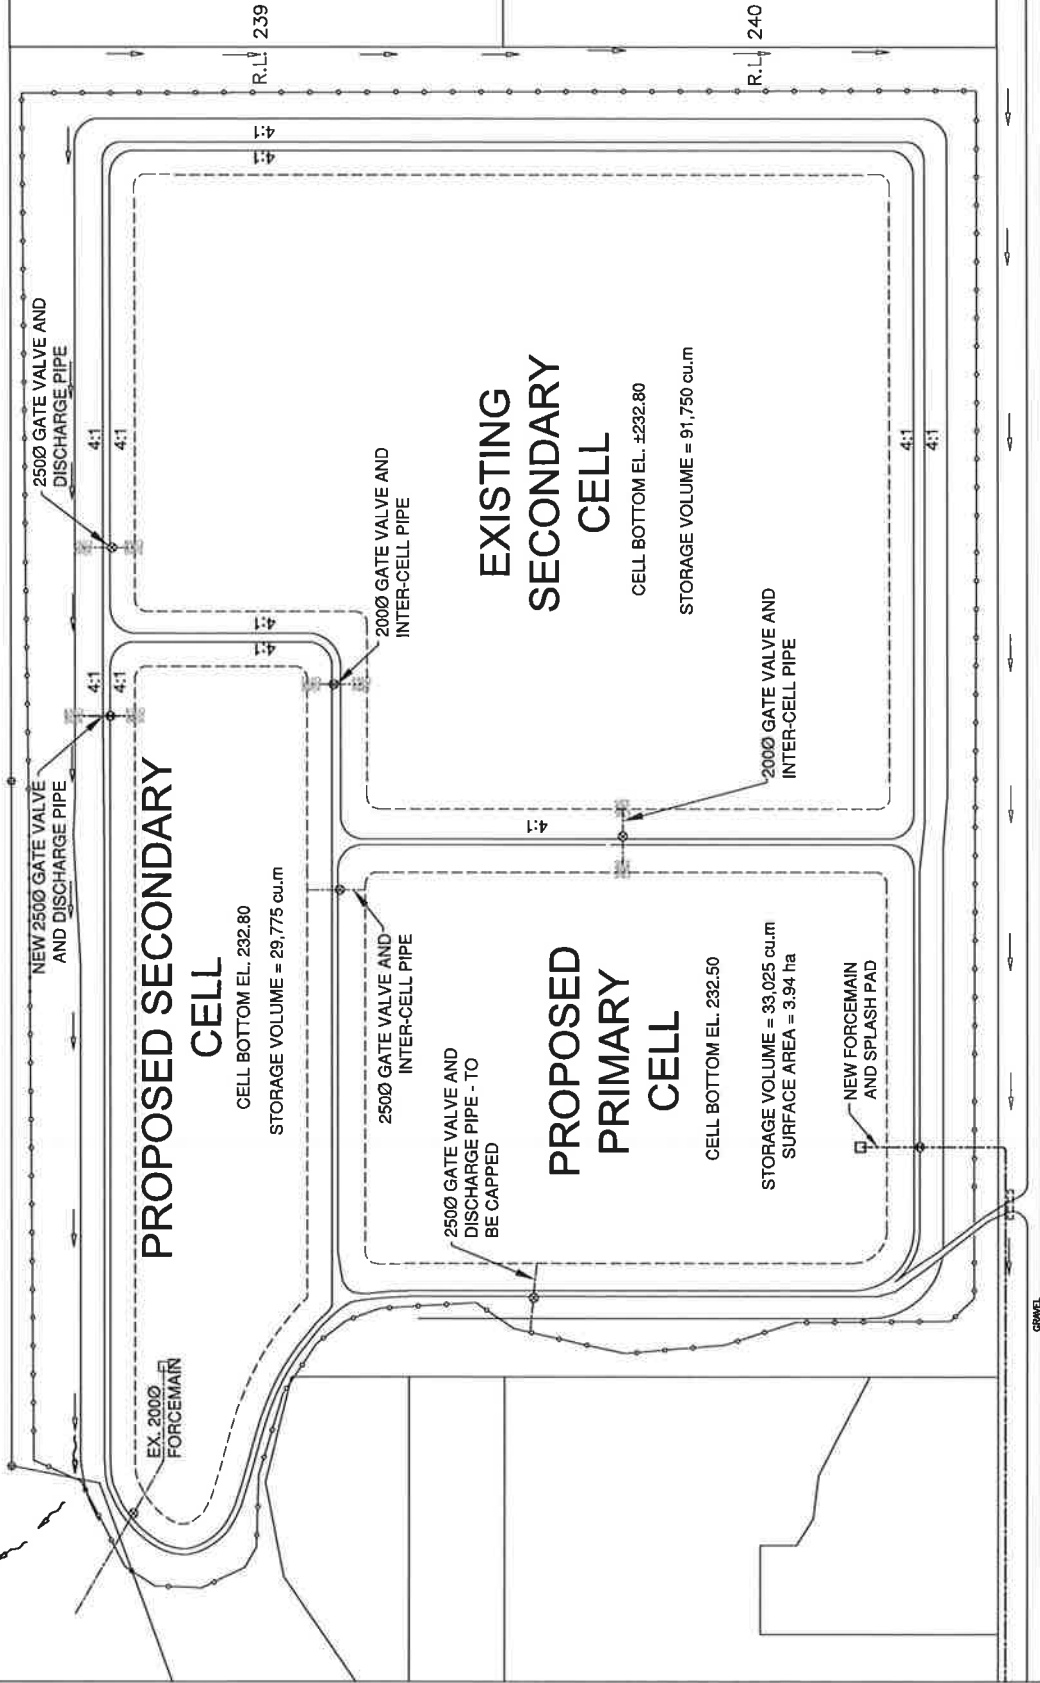 R.L. 239
R.L. 240
250Ø GATE VALVE AND
DISCHARGE PIPE
NEW 250Ø GATE VALVE
AND DISCHARGE PIPE
4:1
4:1
4:1
4:1
4:1
4:1
4:1
4:1
4:1
4:1
4:1
PROPOSED SECONDARY
CELL
CELL BOTTOM EL. 232.80
STORAGE VOLUME = 29,775 cu.m
EX. 200Ø
FORCEMAIN
200Ø GATE VALVE AND
INTER-CELL PIPE
EXISTING
SECONDARY
CELL
CELL BOTTOM EL. ±232.80
STORAGE VOLUME = 91,750 cu.m
200Ø GATE VALVE AND
INTER-CELL PIPE
250Ø GATE VALVE AND
INTER-CELL PIPE
250Ø GATE VALVE AND
DISCHARGE PIPE - TO
BE CAPPED
PROPOSED
PRIMARY
CELL
CELL BOTTOM EL. 232.50
STORAGE VOLUME = 33,025 cu.m
SURFACE AREA = 3.94 ha
NEW FORCEMAIN
AND SPLASH PAD
GRAVEL